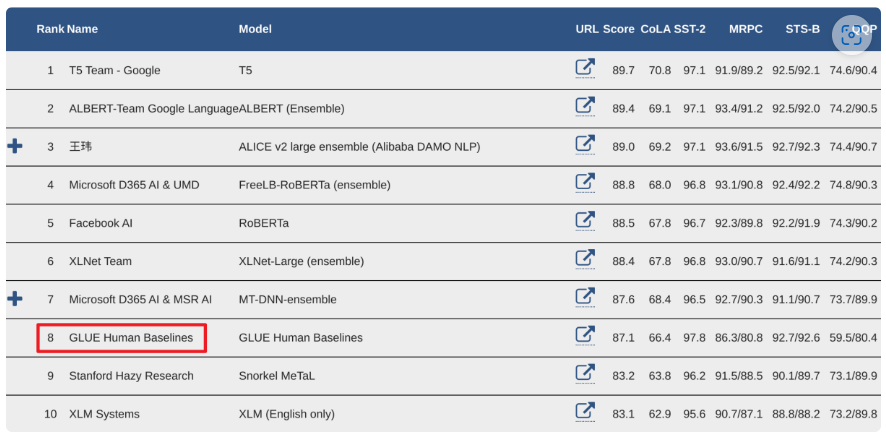 Rank Name Model URL Score CoLA SST-2 MRPC STS-B QQP
1 T5 Team - Google T5 89.7 70.8 97.1 91.9/89.2 92.5/92.1 74.6/90.4
2 ALBERT-Team Google Language ALBERT (Ensemble) 89.4 69.1 97.1 93.4/91.2 92.5/92.0 74.2/90.5
3 王玮 ALICE v2 large ensemble (Alibaba DAMO NLP) 89.0 69.2 97.1 93.6/91.5 92.7/92.3 74.4/90.7
4 Microsoft D365 AI & UMD FreeLB-RoBERTa (ensemble) 88.8 68.0 96.8 93.1/90.8 92.4/92.2 74.8/90.3
5 Facebook AI RoBERTa 88.5 67.8 96.7 92.3/89.8 92.2/91.9 74.3/90.2
6 XLNet Team XLNet-Large (ensemble) 88.4 67.8 96.8 93.0/90.7 91.6/91.1 74.2/90.3
7 Microsoft D365 AI & MSR AI MT-DNN-ensemble 87.6 68.4 96.5 92.7/90.3 91.1/90.7 73.7/89.9
8 GLUE Human Baselines GLUE Human Baselines 87.1 66.4 97.8 86.3/80.8 92.7/92.6 59.5/80.4
9 Stanford Hazy Research Snorkel MeTaL 83.2 63.8 96.2 91.5/88.5 90.1/89.7 73.1/89.9
10 XLM Systems XLM (English only) 83.1 62.9 95.6 90.7/87.1 88.8/88.2 73.2/89.8